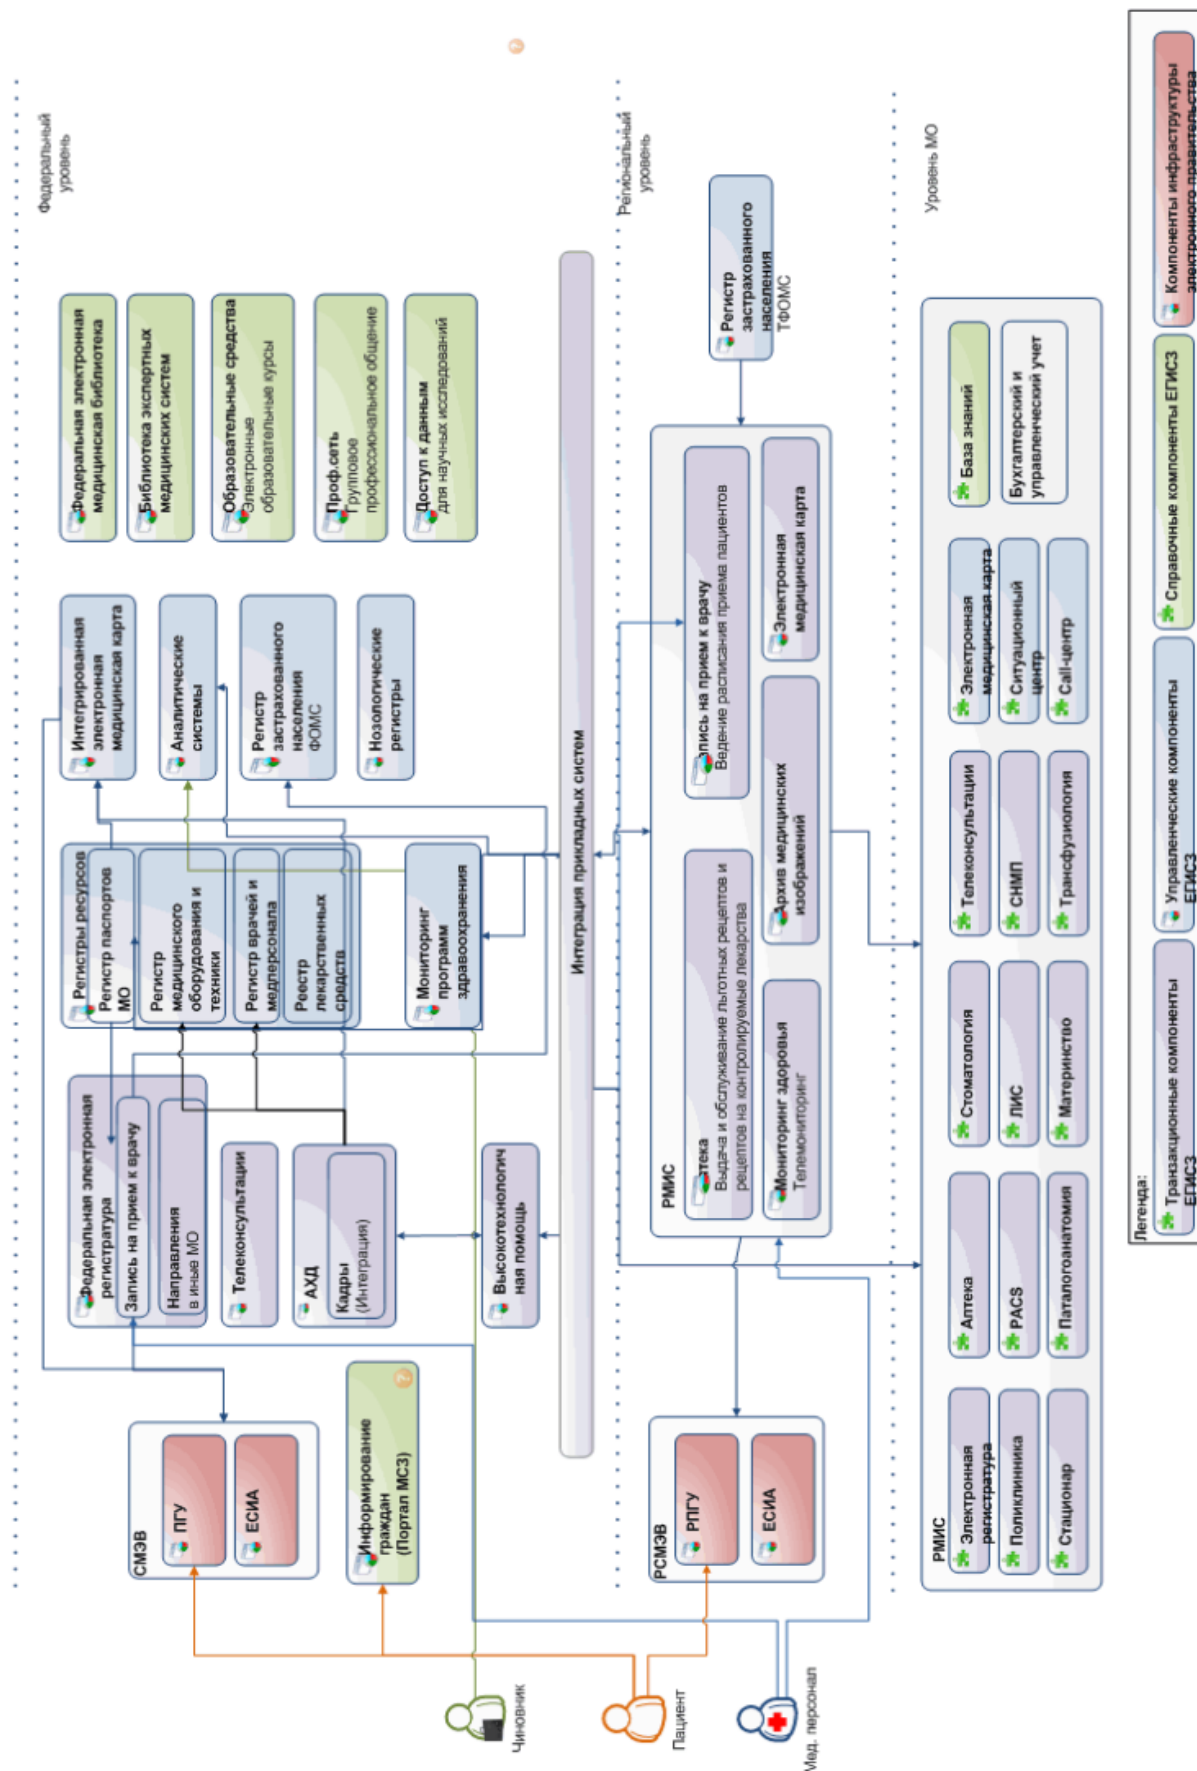 Федеральный
уровень
СМЭВ
ПГУ
ЕСИА
Информирование
граждан
(Портал МСЗ)
Федеральная электронная
регистратура
Запись на прием к врачу
Направления
в иные МО
Телеконсультации
АХД
Кадры
(Интеграция)
Высокотехнологич
ная помощь
Регистры ресурсов
Регистр паспортов
МО
Регистр
медицинского
оборудования и
техники
Регистр врачей и
медперсонала
Реестр
лекарственных
средств
Мониторинг
программ
здравоохранения
Интегрированная
электронная
медицинская карта
Аналитические
системы
Регистр
застрахованного
населения
ФОМС
Нозологические
регистры
Федеральная электронная
медицинская библиотека
Библиотека экспертных
медицинских систем
Образовательные средства
Электронные
образовательные курсы
Проф.сеть
Групповое
профессиональное общение
Доступ к данным
для научных исследований
Чиновник
Пациент
Мед. персонал
Интеграция прикладных систем
Региональный
уровень
РСМЭВ
РПГУ
ЕСИА
РМИС
тека
Выдача и обслуживание льготных рецептов и
рецептов на контролируемые лекарства
апись на прием к врачу
Ведение расписания приема пациентов
Мониторинг здоровья
Телемониторинг
Архив медицинских
изображений
Электронная
медицинская карта
Регистр
застрахованного
населения
ТФОМС
Уровень МО
РМИС
Электронная
регистратура
Поликлинника
Стационар
Аптека
PACS
Паталогоанатомия
Стоматология
ЛИС
Материнство
Телеконсультации
СНМП
Трансфузиология
Электронная
медицинская карта
Ситуационный
центр
Call-центр
База знаний
Бухгалтерский и
управленческий учет
Легенда:
Транзакционные компоненты
ЕГИСЗ
Управленческие компоненты
ЕГИСЗ
Справочные компоненты ЕГИСЗ
Компоненты инфраструктуры
электронного правительства